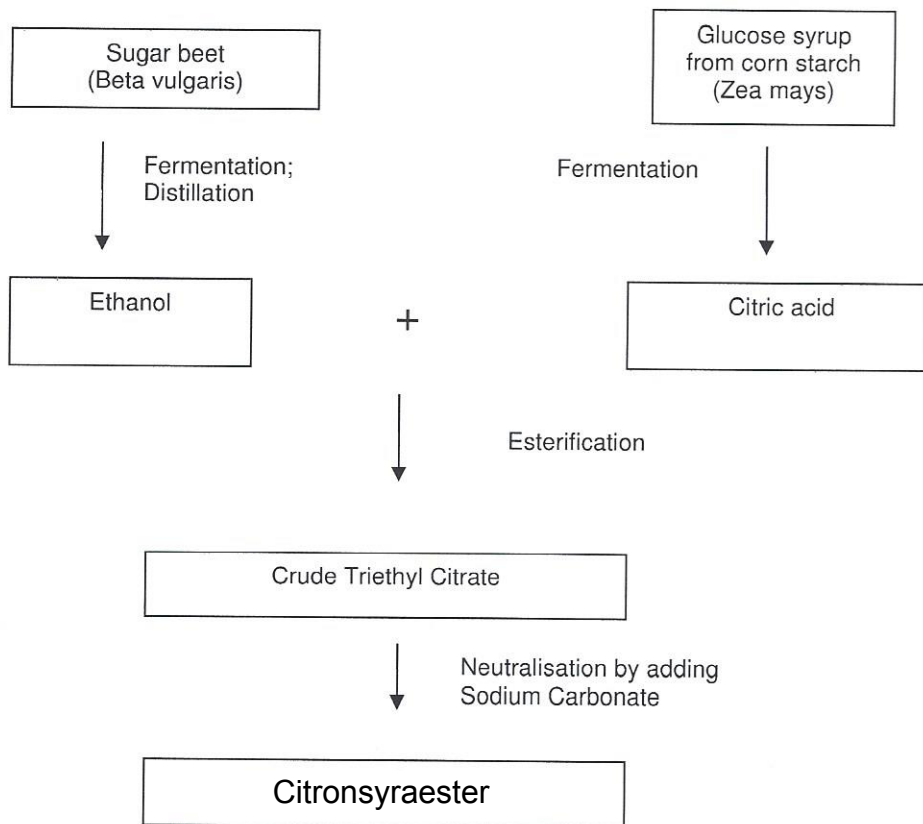 Sugar beet
(Beta vulgaris)
Glucose syrup
from corn starch
(Zea mays)
Fermentation;
Distillation
Fermentation
Ethanol
+
Citric acid
Esterification
Crude Triethyl Citrate
Neutralisation by adding
Sodium Carbonate
Citronsyraester